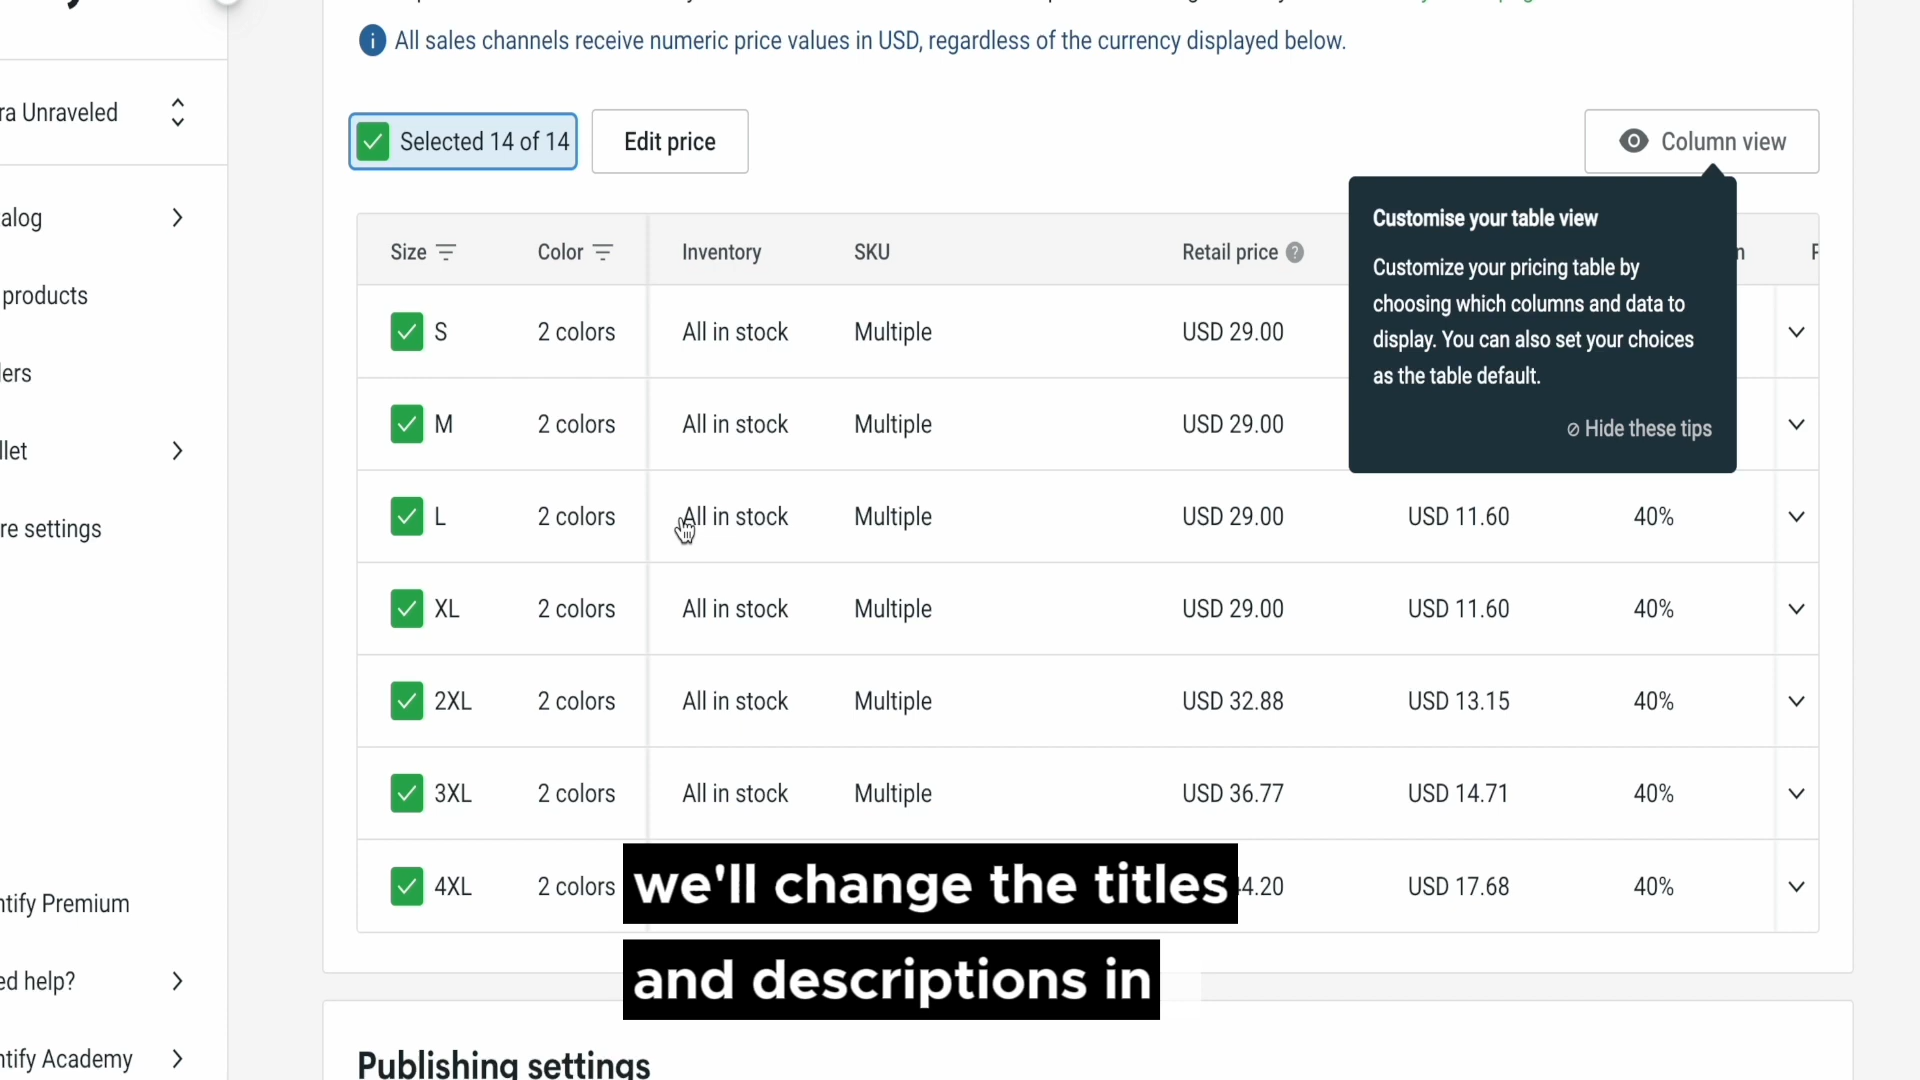 All sales channels receive numeric price values in USD, regardless of the currency displayed below.
ra Unraveled
Selected 14 of 14
Edit price
Column view
alog
products
ers
llet
re settings
ntify Premium
ed help?
ntify Academy
Customise your table view
Customize your pricing table by
choosing which columns and data to
display. You can also set your choices
as the table default.
Hide these tips
Size Color Inventory SKU Retail price
S 2 colors All in stock Multiple USD 29.00
M 2 colors All in stock Multiple USD 29.00
L 2 colors All in stock Multiple USD 29.00 USD 11.60 40%
XL 2 colors All in stock Multiple USD 29.00 USD 11.60 40%
2XL 2 colors All in stock Multiple USD 32.88 USD 13.15 40%
3XL 2 colors All in stock Multiple USD 36.77 USD 14.71 40%
4XL 2 colors 4.20 USD 17.68 40%
we'll change the titles
and descriptions in
Publishing settings